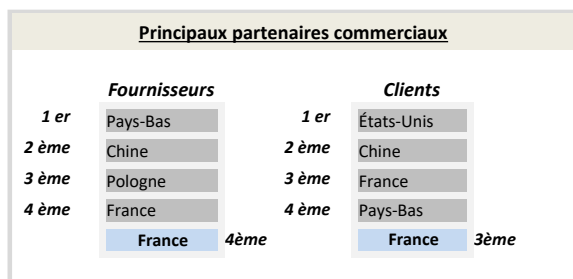 Principaux partenaires commerciaux
Fournisseurs Clients
1 er Pays-Bas 1 er États-Unis
2 ème Chine 2 ème Chine
3 ème Pologne 3 ème France
4 ème France 4 ème Pays-Bas
France 4ème France 3ème